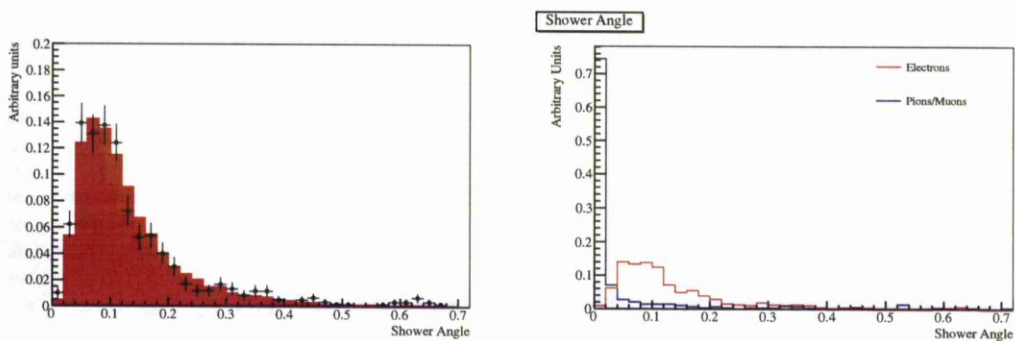 Arbitrary units
0.2
0.18
0.16
0.14
0.12
0.1
0.08
0.06
0.04
0.02
0
0 0.1 0.2 0.3 0.4 0.5 0.6 0.7
Shower Angle
Shower Angle
Arbitrary Units
0.7
0.6
0.5
0.4
0.3
0.2
0.1
0
0 0.1 0.2 0.3 0.4 0.5 0.6 0.7
Shower Angle
Electrons
Pions/Muons